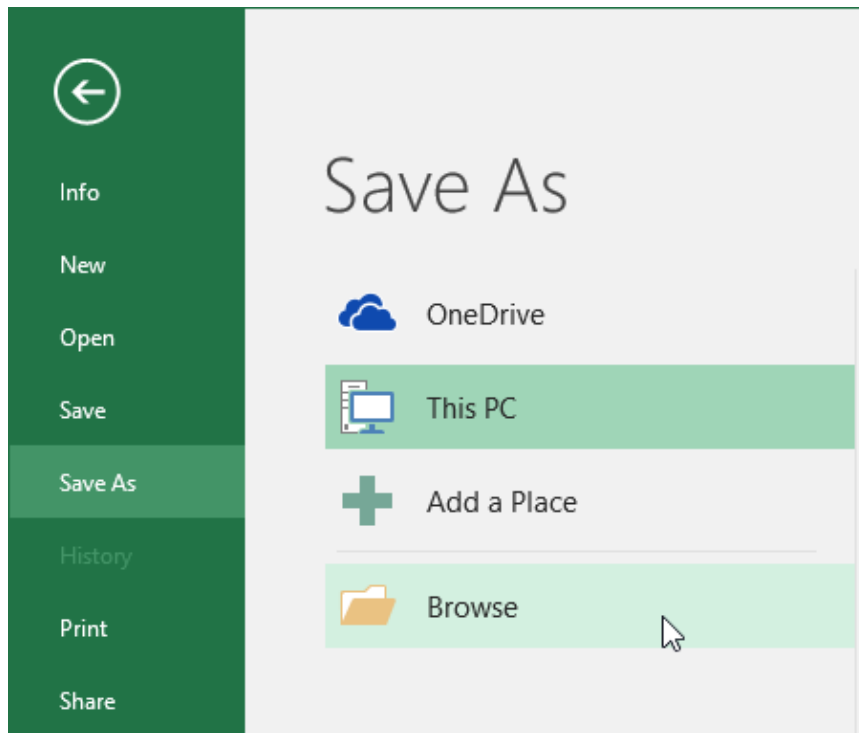 Info
New
Open
Save
Save As
History
Print
Share
Save As
OneDrive
This PC
Add a Place
Browse